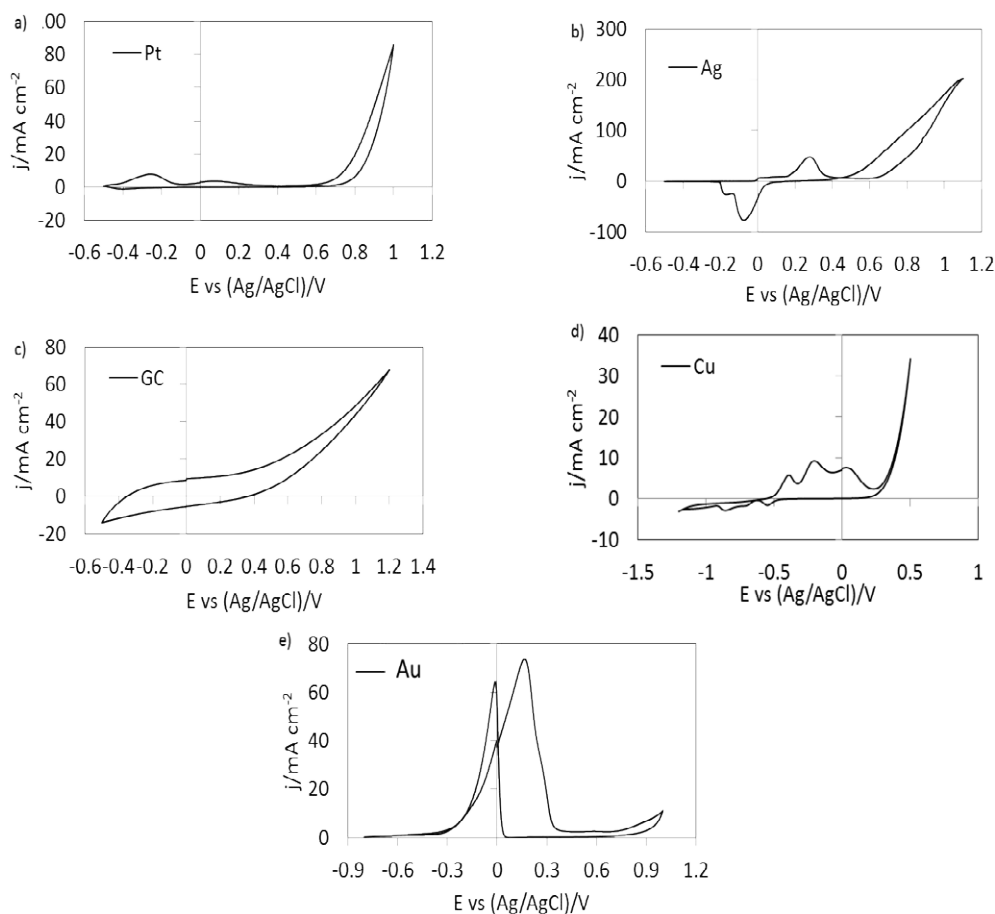 a)
.00
80
60
40
20
0
-20
j/mA cm⁻²
Pt
-0.6 -0.4 -0.2 0 0.2 0.4 0.6 0.8 1 1.2
E vs (Ag/AgCl)/V
b)
300
200
100
0
-100
j/mA cm⁻²
Ag
-0.6 -0.4 -0.2 0 0.2 0.4 0.6 0.8 1 1.2
E vs (Ag/AgCl)/V
c)
80
60
40
20
0
-20
j/mA cm⁻²
GC
-0.6 -0.4 -0.2 0 0.2 0.4 0.6 0.8 1 1.2 1.4
E vs (Ag/AgCl)/V
d)
40
30
20
10
0
-10
j/mA cm⁻²
Cu
-1.5 -1 -0.5 0 0.5 1
E vs (Ag/AgCl)/V
e)
80
60
40
20
0
j/mA cm⁻²
Au
-0.9 -0.6 -0.3 0 0.3 0.6 0.9 1.2
E vs (Ag/AgCl)/V